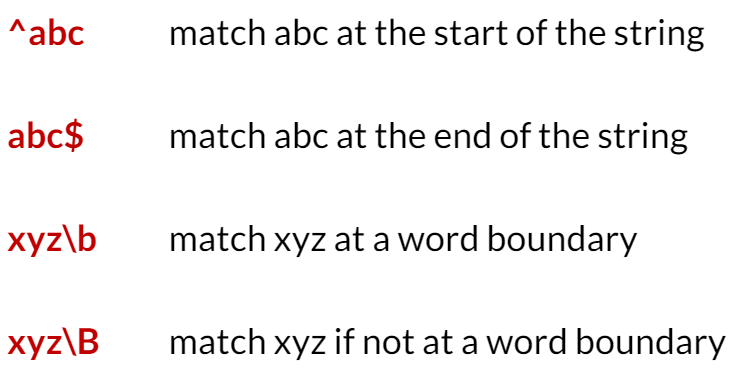 ^abc match abc at the start of the string
abc$ match abc at the end of the string
xyz\b match xyz at a word boundary
xyz\B match xyz if not at a word boundary